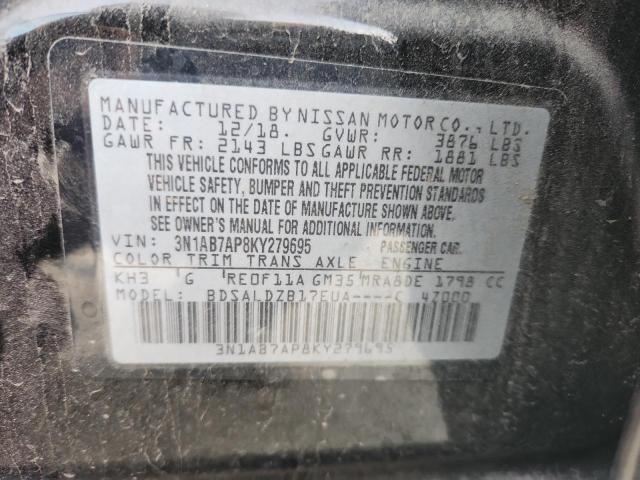 MANUFACTURED BY NISSAN MOTOR CO., LTD.
DATE: 12/18. GVWR: 3876 LBS
GAWR FR: 2143 LBS GAWR RR: 1881 LBS
THIS VEHICLE CONFORMS TO ALL APPLICABLE FEDERAL MOTOR
VEHICLE SAFETY, BUMPER AND THEFT PREVENTION STANDARDS
IN EFFECT ON THE DATE OF MANUFACTURE SHOWN ABOVE.
SEE OWNER'S MANUAL FOR ADDITIONAL INFORMATION.
VIN: 3N1AB7AP8KY279695 PASSENGER CAR.
COLOR TRIM TRANS AXLE ENGINE
KH3 G RE0F11A GM35 MRA8DE 1798 CC
MODEL: BDSALDZB17EUA----C 4Z000
3N1AB7AP8KY279695